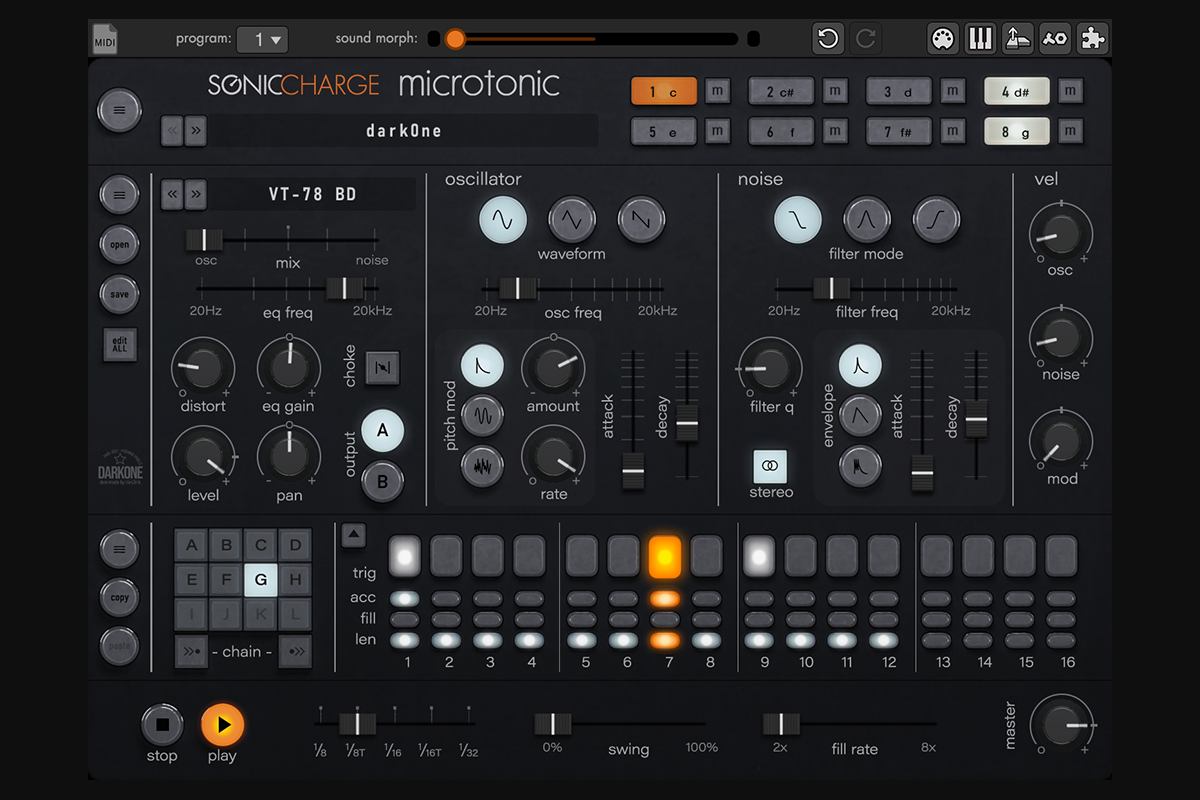 MIDI
program: 1
sound morph:
SONICCHARGE microtonic
1 c m 2 c# m 3 d m 4 d# m
darkOne
5 e m 6 f m 7 f# m 8 g m
VT-78 BD
oscillator
noise
vel
open
save
edit
ALL
osc mix noise
20Hz eq freq 20kHz
distort
eq gain
choke
level
pan
output
A
B
waveform
20Hz osc freq 20kHz
pitch mod
amount
rate
attack
decay
filter mode
20Hz filter freq 20kHz
filter q
stereo
envelope
attack
decay
osc
noise
mod
DARKONE
copy
paste
A B C D
E F G H
I J K L
- chain -
trig
acc
fill
len
1 2 3 4 5 6 7 8 9 10 11 12 13 14 15 16
stop
play
1/8 1/8T 1/16 1/16T 1/32
0% swing 100%
2x fill rate 8x
master